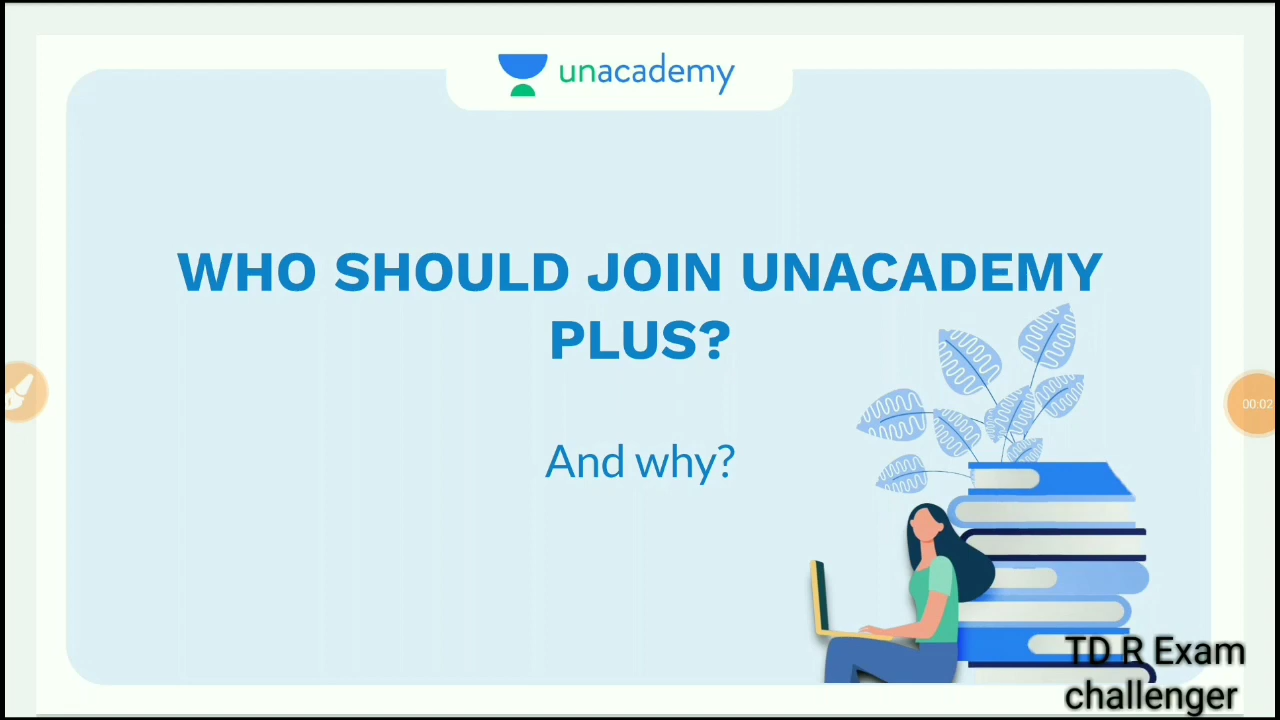 unacademy
WHO SHOULD JOIN UNACADEMY
PLUS?
And why?
00:02
TD R Exam
challenger